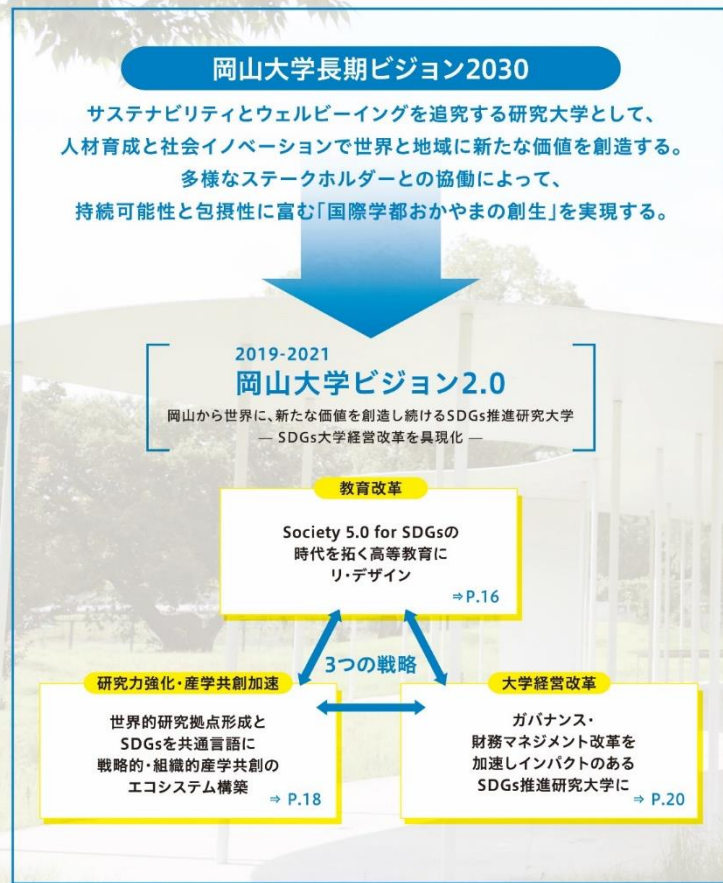 岡山大学長期ビジョン2030
サステナビリティとウェルビーイングを追究する研究大学として、
人材育成と社会イノベーションで世界と地域に新たな価値を創造する。
多様なステークホルダーとの協働によって、
持続可能性と包摂性に富む「国際学都おかやまの創生」を実現する。
2019-2021
岡山大学ビジョン2.0
岡山から世界に、新たな価値を創造し続けるSDGs推進研究大学
― SDGs大学経営改革を具現化 ―
教育改革
Society 5.0 for SDGsの
時代を拓く高等教育に
リ・デザイン
⇒P.16
3つの戦略
研究力強化・産学共創加速
世界的研究拠点形成と
SDGsを共通言語に
戦略的・組織的産学共創の
エコシステム構築
⇒ P.18
大学経営改革
ガバナンス・
財務マネジメント改革を
加速しインパクトのある
SDGs推進研究大学に
⇒ P.20